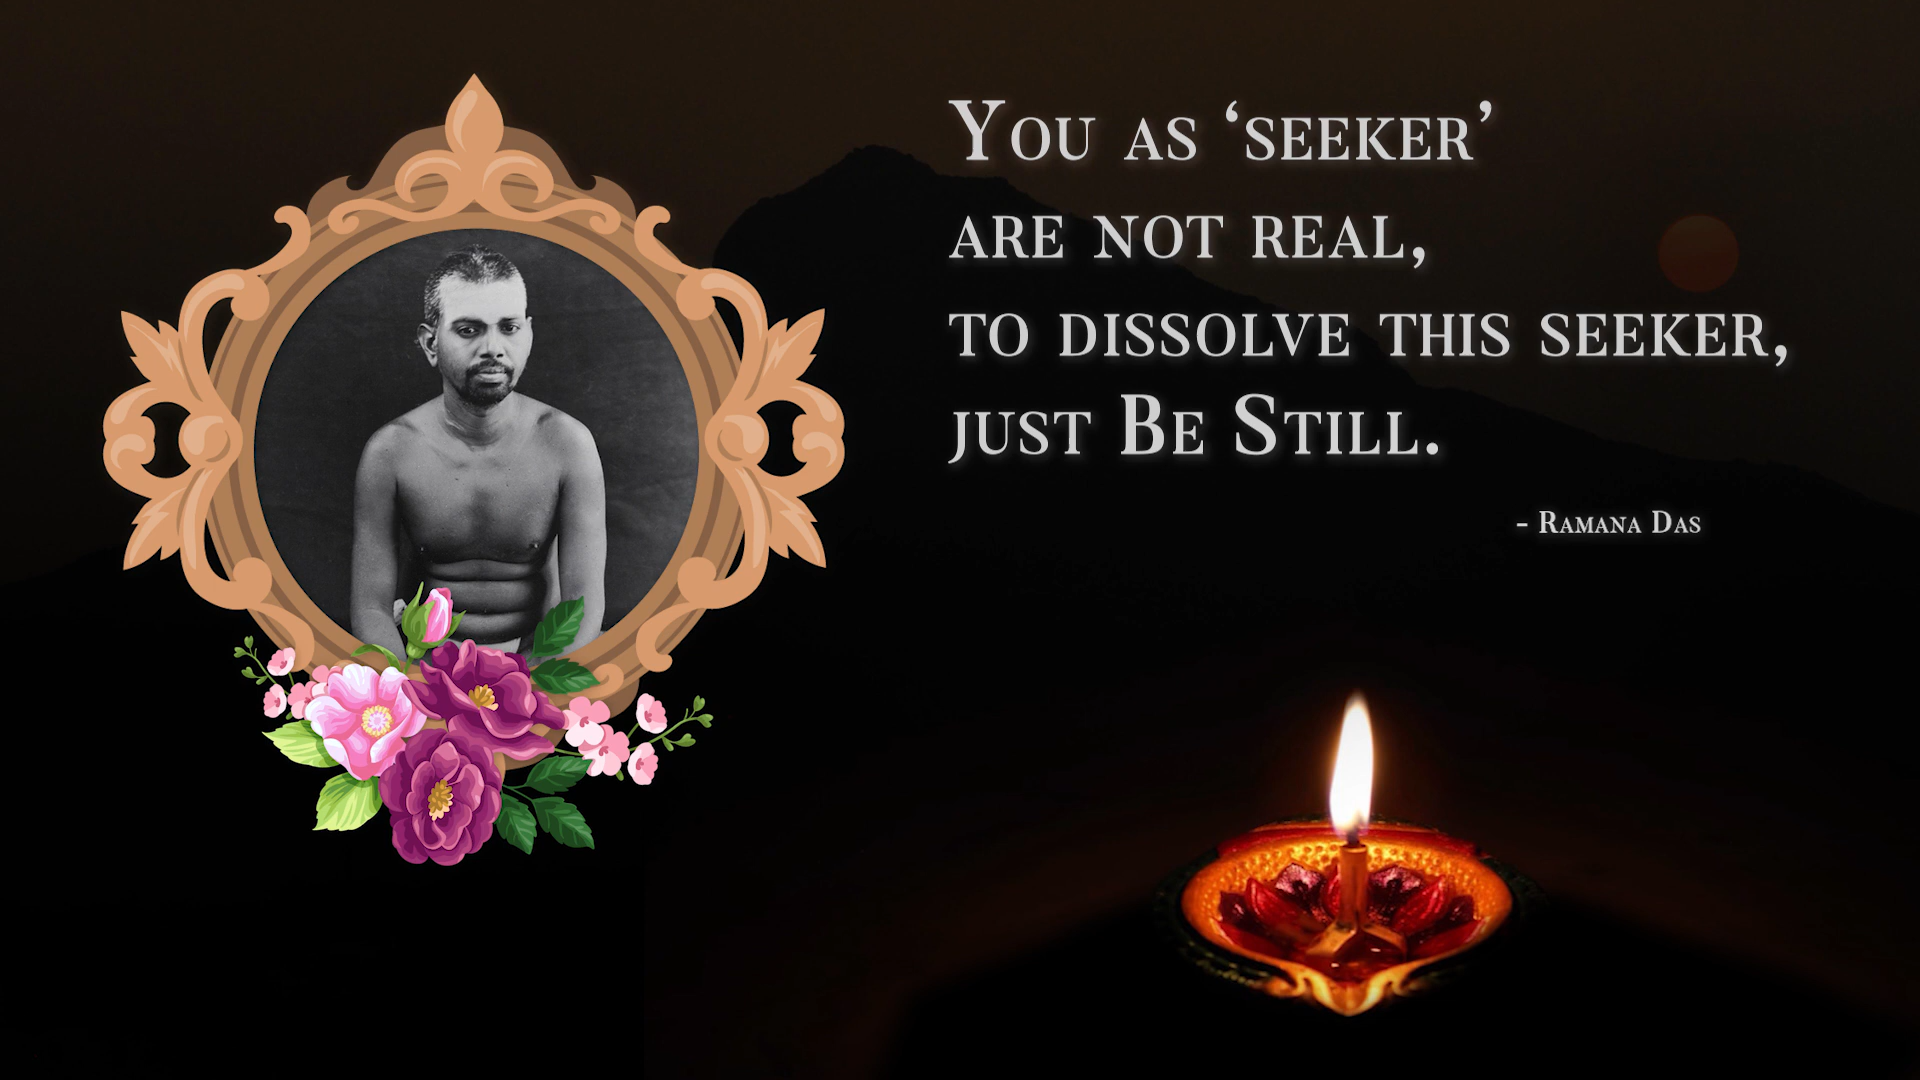 You as ‘seeker’
are not real,
to dissolve this seeker,
just Be Still.
- Ramana Das